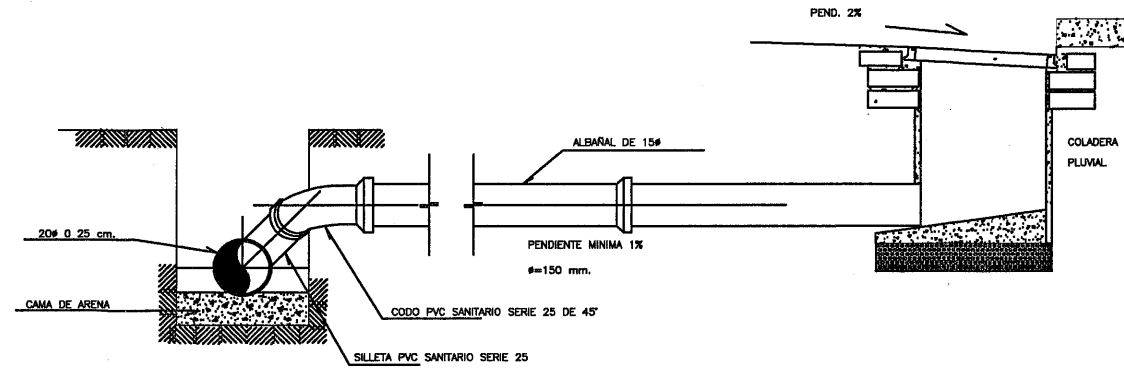 PEND. 2%
ALBAÑAL DE 15ø
COLADERA
PLUVIAL
20ø O 25 cm.
PENDIENTE MINIMA 1%
ø=150 mm.
CAMA DE ARENA
CODO PVC SANITARIO SERIE 25 DE 45°
SILLETA PVC SANITARIO SERIE 25